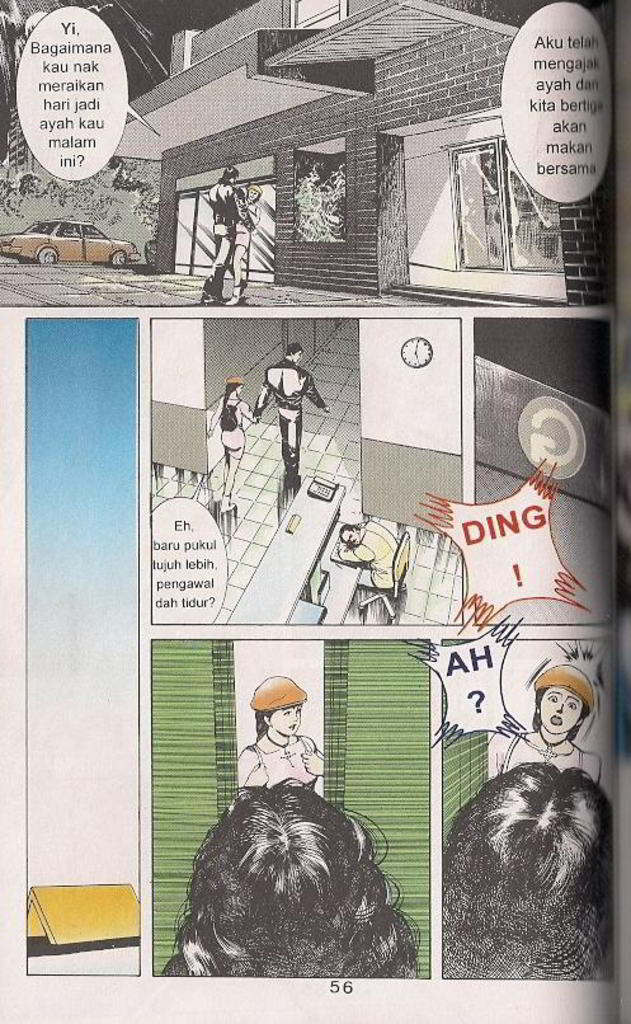 Yi,
Bagaimana
kau nak
meraikan
hari jadi
ayah kau
malam
ini?
Aku telah
mengajak
ayah dan
kita bertiga
akan
makan
bersama
Eh,
baru pukul
tujuh lebih,
pengawal
dah tidur?
DING
!
AH
?
56